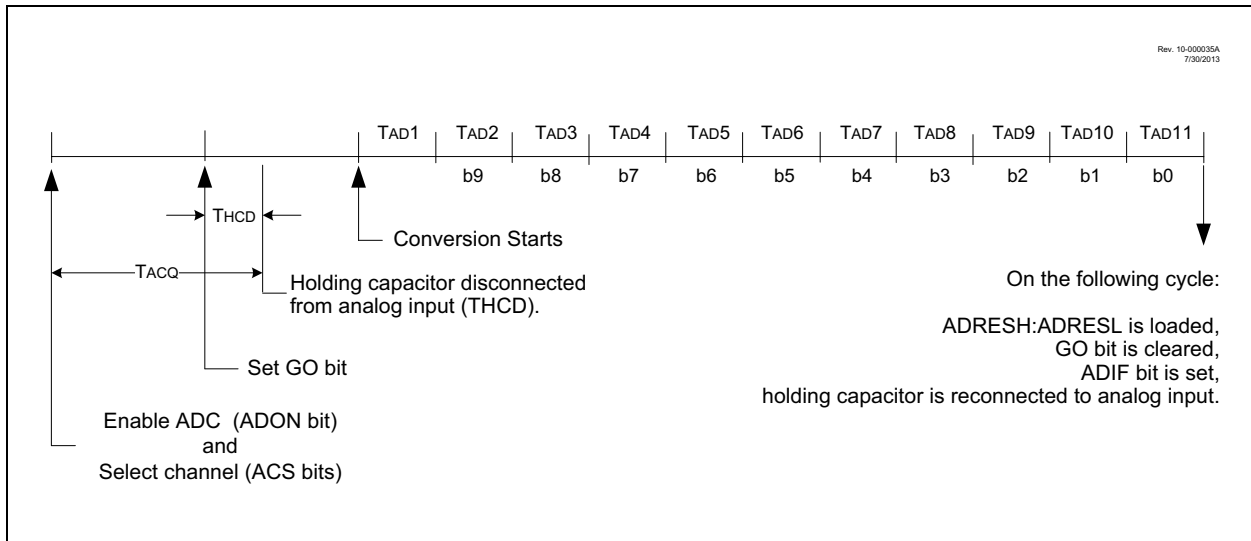 Rev. 10-000035A
7/30/2013
TAD1 TAD2 TAD3 TAD4 TAD5 TAD6 TAD7 TAD8 TAD9 TAD10 TAD11
b9 b8 b7 b6 b5 b4 b3 b2 b1 b0
THCD
Conversion Starts
TACQ
Holding capacitor disconnected
from analog input (THCD).
Set GO bit
Enable ADC (ADON bit)
and
Select channel (ACS bits)
On the following cycle:
ADRESH:ADRESL is loaded,
GO bit is cleared,
ADIF bit is set,
holding capacitor is reconnected to analog input.